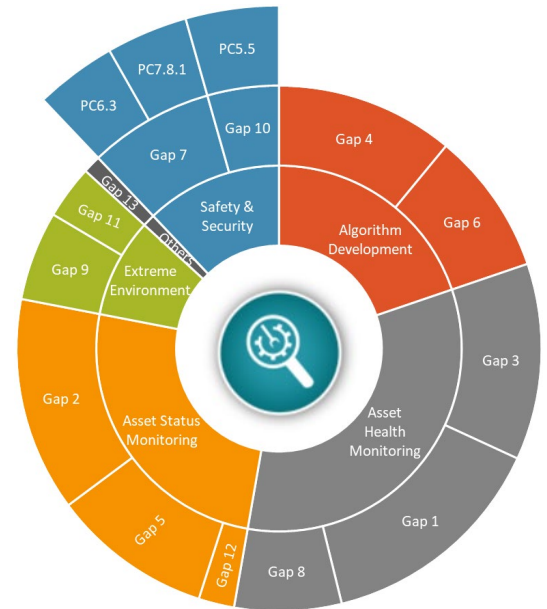 PC5.5
PC7.8.1
PC6.3
Gap 10
Gap 7
Gap 4
Gap 13
Gap 6
Safety &
Security
Gap 11
Others
Algorithm
Development
Gap 9
Extreme
Environment
Gap 3
Gap 2
Asset Status
Monitoring
Asset
Health
Monitoring
Gap 5
Gap 1
Gap 12
Gap 8